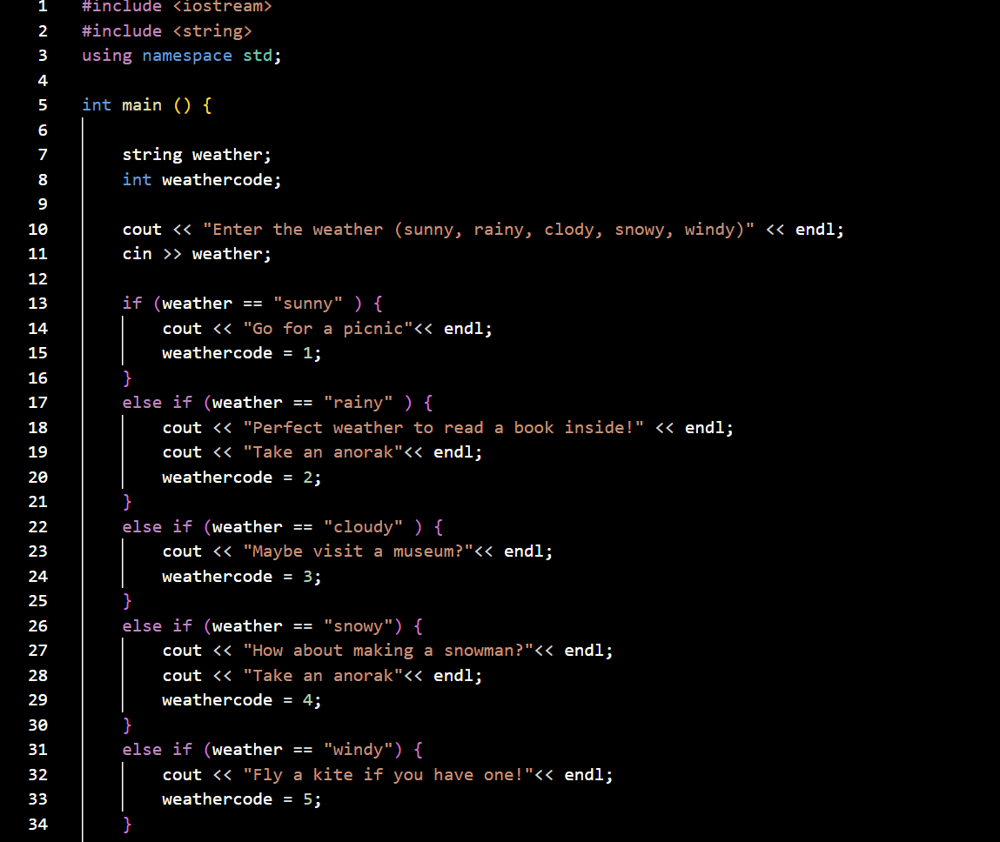 1 #include <iostream>
2 #include <string>
3 using namespace std;
4
5 int main () {
6
7 string weather;
8 int weathercode;
9
10 cout << "Enter the weather (sunny, rainy, clody, snowy, windy)" << endl;
11 cin >> weather;
12
13 if (weather == "sunny" ) {
14 cout << "Go for a picnic"<< endl;
15 weathercode = 1;
16 }
17 else if (weather == "rainy" ) {
18 cout << "Perfect weather to read a book inside!" << endl;
19 cout << "Take an anorak"<< endl;
20 weathercode = 2;
21 }
22 else if (weather == "cloudy" ) {
23 cout << "Maybe visit a museum?"<< endl;
24 weathercode = 3;
25 }
26 else if (weather == "snowy") {
27 cout << "How about making a snowman?"<< endl;
28 cout << "Take an anorak"<< endl;
29 weathercode = 4;
30 }
31 else if (weather == "windy") {
32 cout << "Fly a kite if you have one!"<< endl;
33 weathercode = 5;
34 }